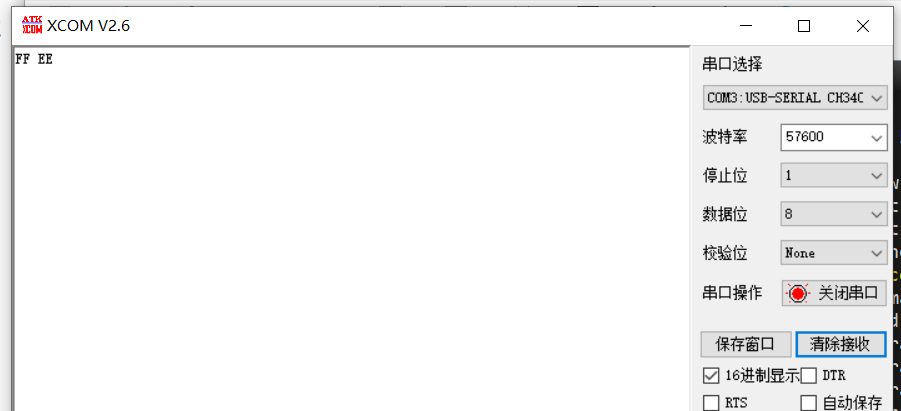 ATK
XCOM
XCOM V2.6
FF EE
串口选择
COM3:USB-SERIAL CH340
波特率
57600
停止位
1
数据位
8
校验位
None
串口操作
关闭串口
保存窗口
清除接收
16进制显示
DTR
RTS
自动保存